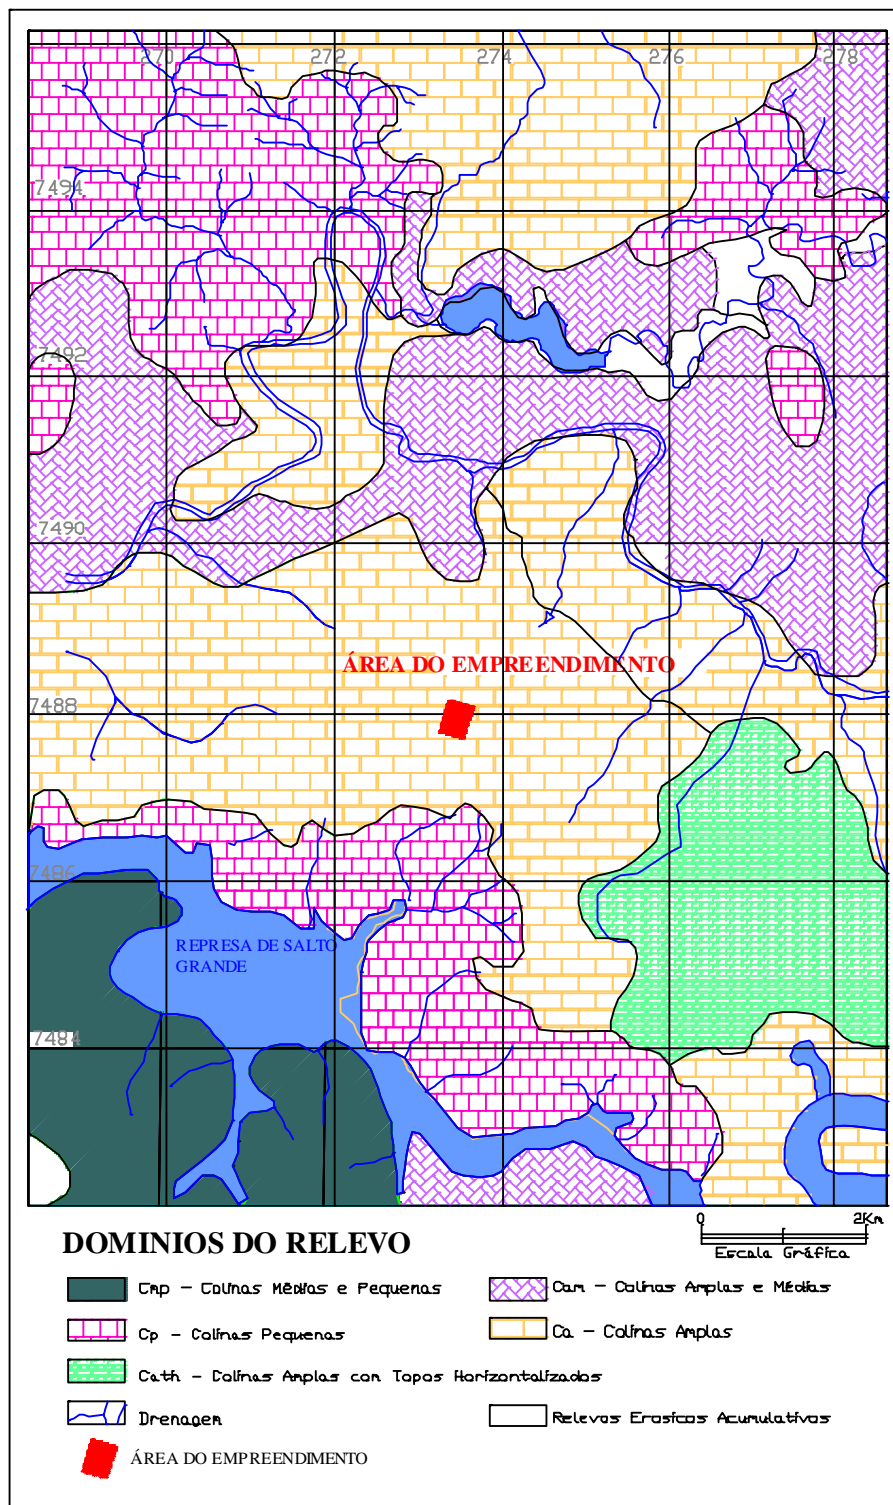 270 272 274 276 278
7494
7492
7490
ÁREA DO EMPREENDIMENTO
7488
7486
REPRESA DE SALTO
GRANDE
7484
0 2Km
Escala Gráfica
DOMINIOS DO RELEVO
Cmp - Colinas Médias e Pequenas
Cam - Colinas Amplas e Médias
Cp - Colinas Pequenas
Ca - Colinas Amplas
Cath - Colinas Amplas com Topos Horizontalizados
Drenagem
Relevos Erosicos Acumulativos
ÁREA DO EMPREENDIMENTO